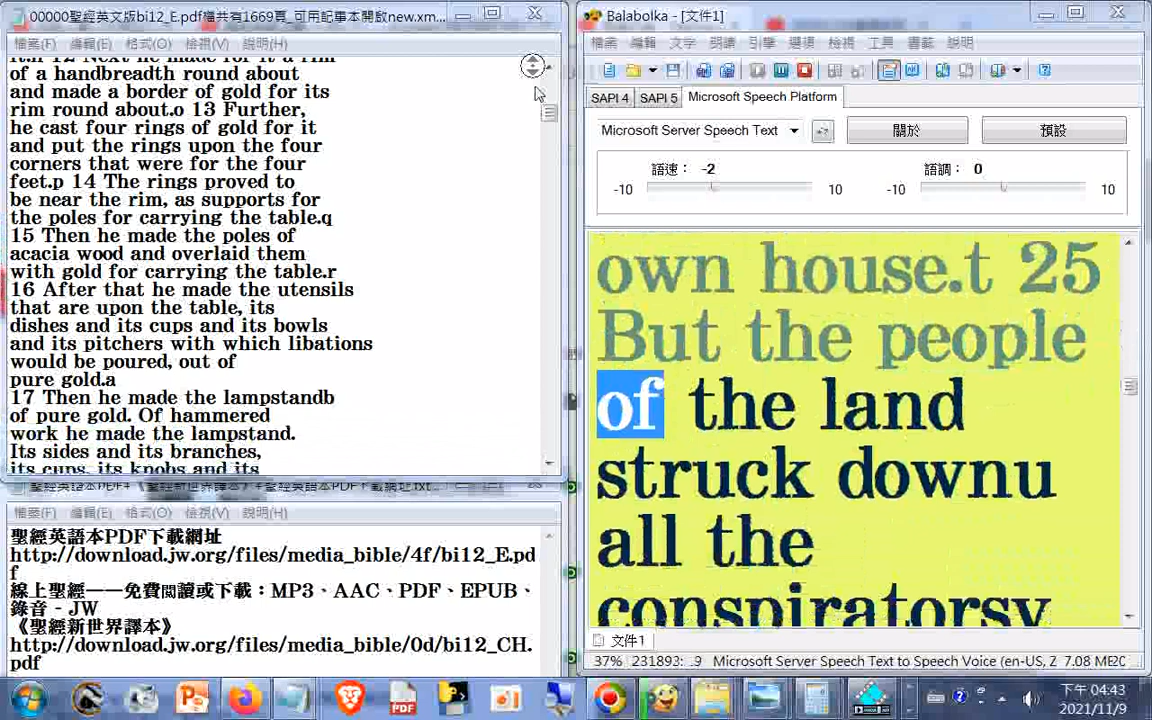 00000聖經英文版bi12_E.pdf檔共有1669頁_可用記事本開啟new.xm...
檔案(F) 編輯(E) 格式(O) 檢視(V) 說明(H)
it.n 12 Next he made for it a rim
of a handbreadth round about
and made a border of gold for its
rim round about.o 13 Further,
he cast four rings of gold for it
and put the rings upon the four
corners that were for the four
feet.p 14 The rings proved to
be near the rim, as supports for
the poles for carrying the table.q
15 Then he made the poles of
acacia wood and overlaid them
with gold for carrying the table.r
16 After that he made the utensils
that are upon the table, its
dishes and its cups and its bowls
and its pitchers with which libations
would be poured, out of
pure gold.a
17 Then he made the lampstandb
of pure gold. Of hammered
work he made the lampstand.
Its sides and its branches,
its cups, its knobs and its
檔案(F) 編輯(E) 格式(O) 檢視(V) 說明(H)
聖經英語本PDF下載網址
http://download.jw.org/files/media_bible/4f/bi12_E.pd
f
線上聖經——免費閱讀或下載：MP3、AAC、PDF、EPUB、
錄音 - JW
《聖經新世界譯本》
http://download.jw.org/files/media_bible/0d/bi12_CH.
pdf
Balabolka - [文件1]
檔案 編輯 文字 朗讀 引擎 選項 檢視 工具 書籤 說明
SAPI 4 SAPI 5 Microsoft Speech Platform
Microsoft Server Speech Text
關於 預設
語速： -2 語調： 0
-10 10 -10 10
own house.t 25
But the people
of the land
struck downu
all the
conspiratorsv
文件1
37% 231893: .9 Microsoft Server Speech Text to Speech Voice (en-US, Z 7.08 ME20
下午 04:43
2021/11/9